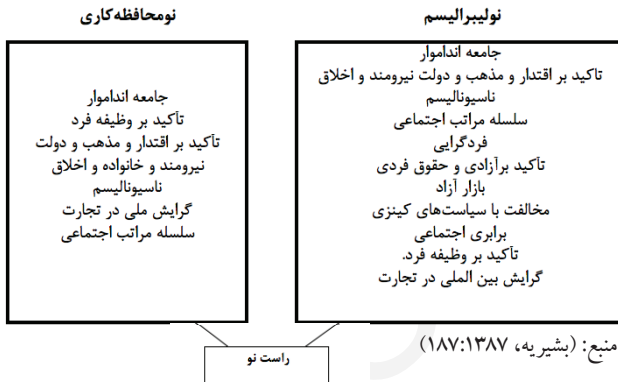 نولیبرالیسم
جامعه انداموار
تاکید بر اقتدار و مذهب و دولت نیرومند و اخلاق
ناسیونالیسم
سلسله مراتب اجتماعی
فردگرایی
تأکید برآزادی و حقوق فردی
بازار آزاد
مخالفت با سیاست‌های کینزی
برابری اجتماعی
تأکید بر وظیفه فرد.
گرایش بین المللی در تجارت
نومحافظه‌کاری
جامعه انداموار
تأکید بر وظیفه فرد
تأکید بر اقتدار و مذهب و دولت
نیرومند و خانواده و اخلاق
ناسیونالیسم
گرایش ملی در تجارت
سلسله مراتب اجتماعی
راست نو
منبع: (بشیریه، ۱۸۷:۱۳۸۷)